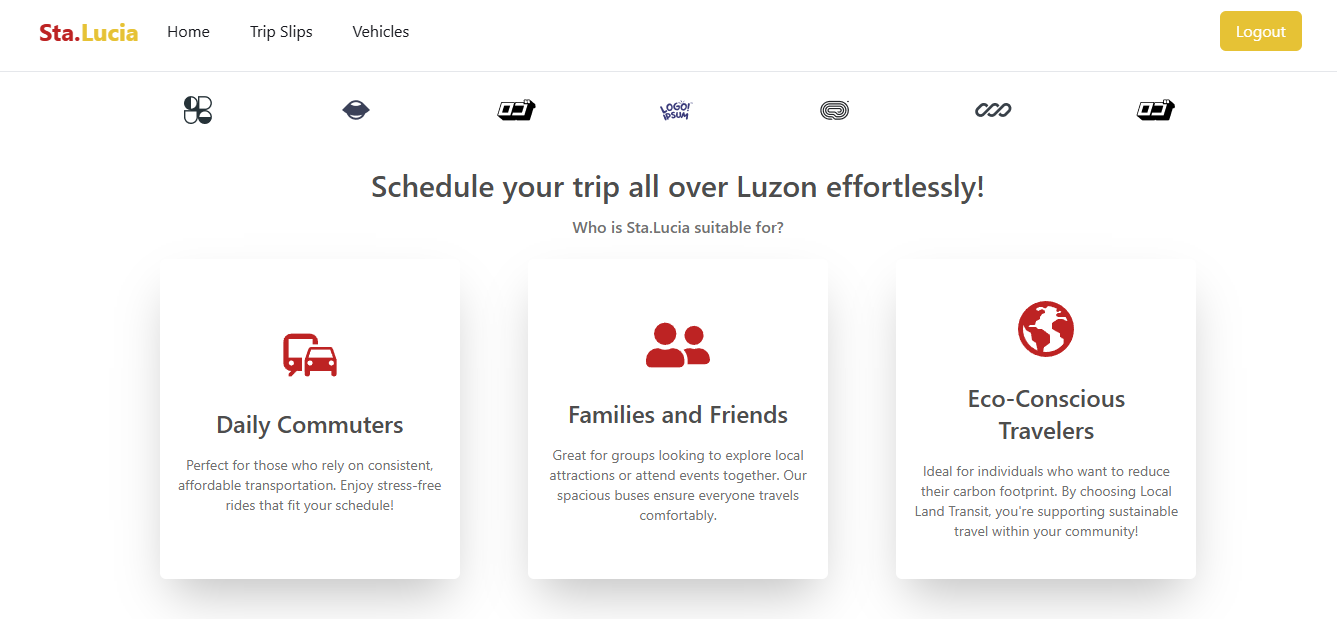 Sta.Lucia Home Trip Slips Vehicles Logout
LOGO!
IPSUM
Schedule your trip all over Luzon effortlessly!
Who is Sta.Lucia suitable for?
Daily Commuters
Perfect for those who rely on consistent,
affordable transportation. Enjoy stress-free
rides that fit your schedule!
Families and Friends
Great for groups looking to explore local
attractions or attend events together. Our
spacious buses ensure everyone travels
comfortably.
Eco-Conscious
Travelers
Ideal for individuals who want to reduce
their carbon footprint. By choosing Local
Land Transit, you're supporting sustainable
travel within your community!